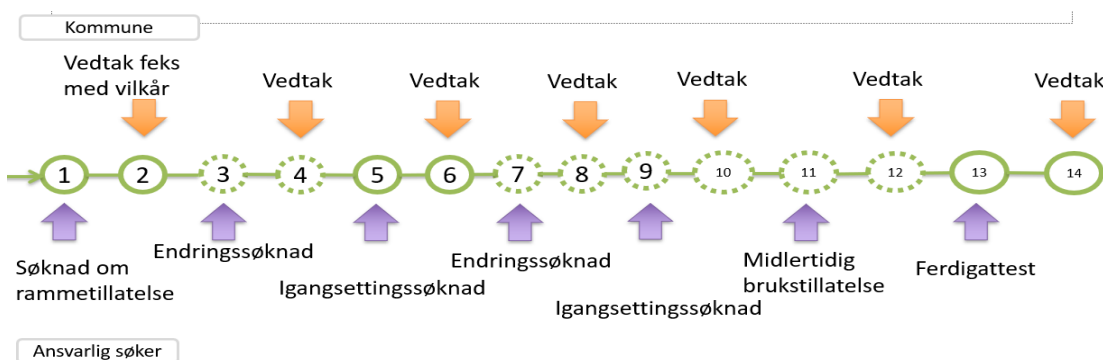 Kommune
Vedtak feks
med vilkår
Vedtak
Vedtak
Vedtak
Vedtak
Vedtak
Vedtak
1
2
3
4
5
6
7
8
9
10
11
12
13
14
Søknad om
rammetillatelse
Endringssøknad
Igangsettingssøknad
Endringssøknad
Igangsettingssøknad
Midlertidig
brukstillatelse
Ferdigattest
Ansvarlig søker